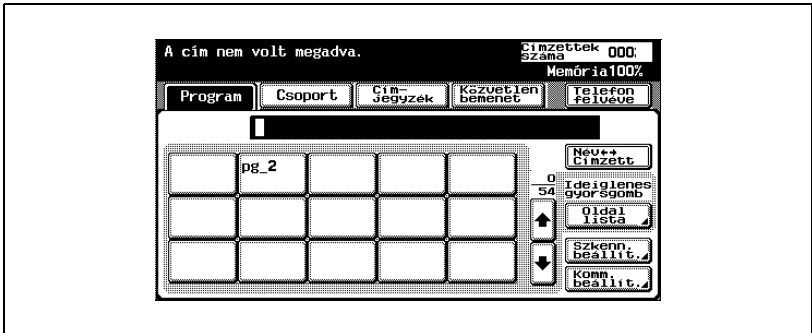 A cím nem volt megadva.
Címzettek száma 000
Memória100%
Program
Csoport
Cím-
jegyzék
Közvetlen
bemenet
Telefon
felvéve
Név↔
Címzett
pg_2
0
54
Ideiglenes
gyorsgomb
Oldal
lista
Szkenn.
beállít.
Komm.
beállít.